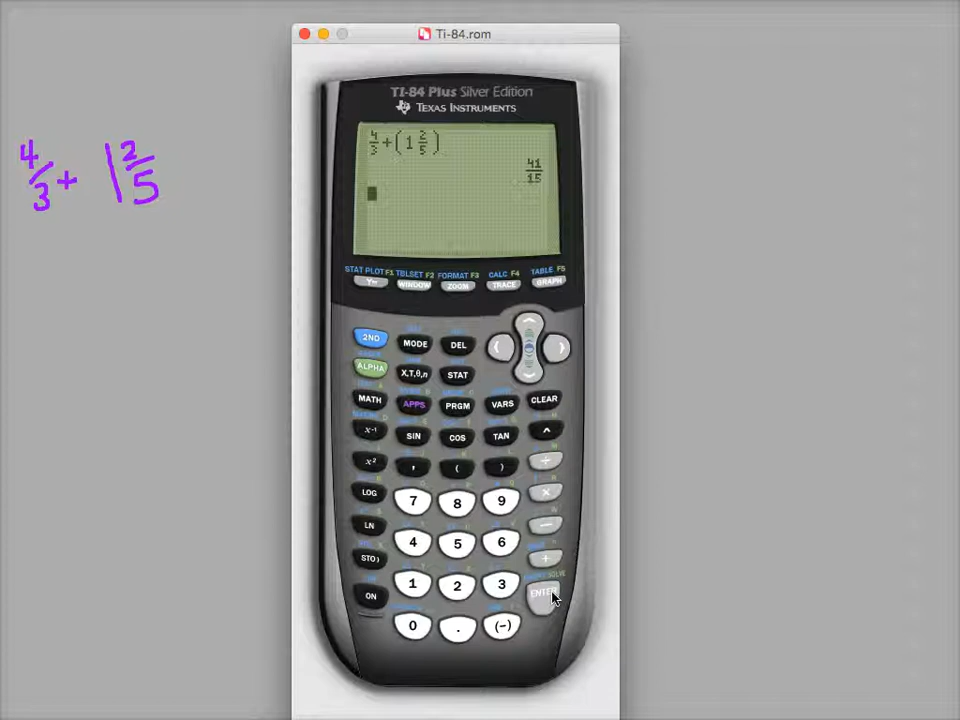 Ti-84.rom
TI-84 Plus Silver Edition
TEXAS INSTRUMENTS
4/3 + 1 2/5
4/3+(1 2/5)
41/15
STAT PLOT F1 TBLSET F2 FORMAT F3 CALC F4 TABLE F5
Y= WINDOW ZOOM TRACE GRAPH
2ND MODE DEL
ALPHA X,T,θ,n STAT
MATH APPS PRGM VARS CLEAR
x⁻¹ SIN COS TAN ^
x² , ( ) ÷
LOG 7 8 9 ×
LN 4 5 6 −
STO) 1 2 3 +
ON 0 . (−) ENTER